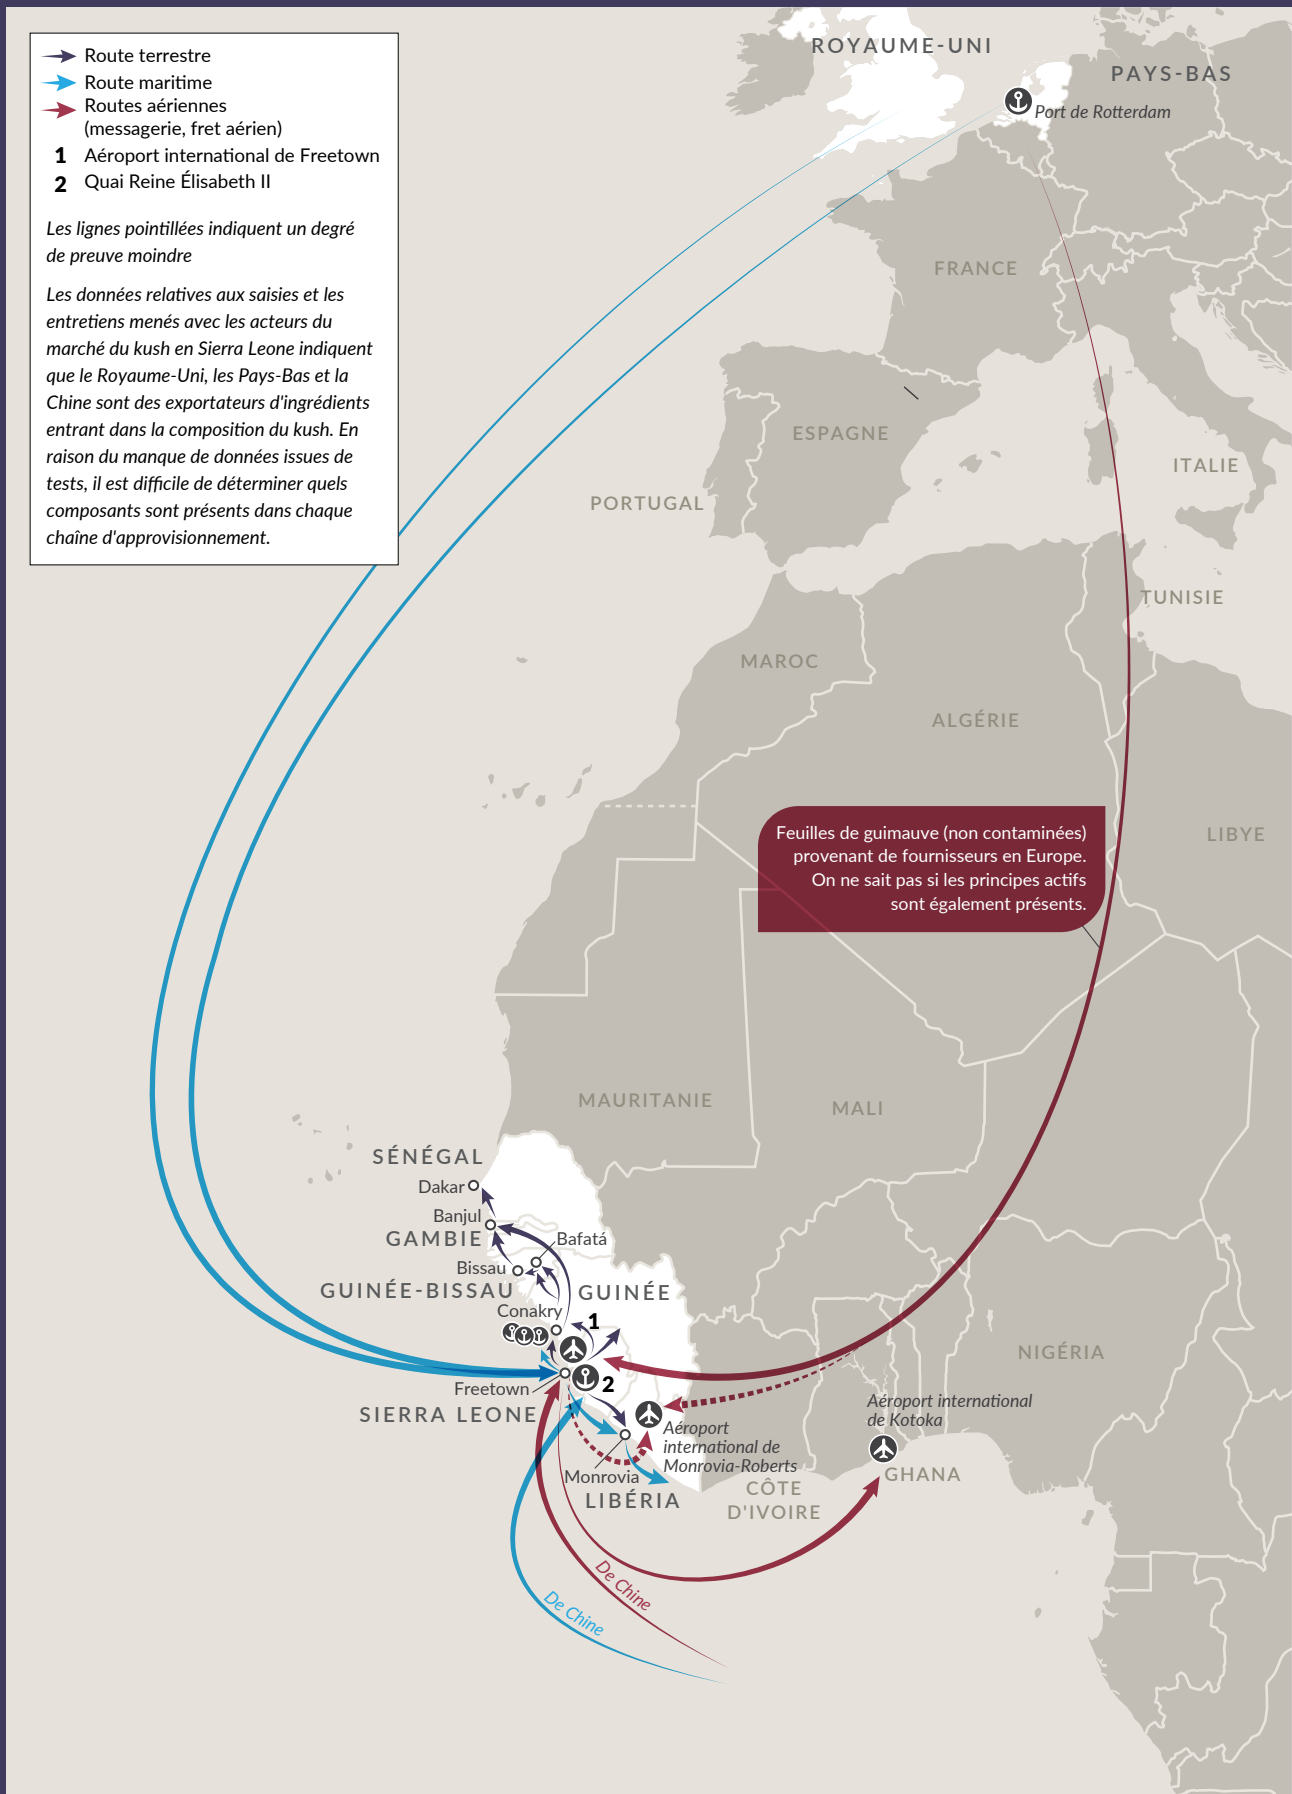 Route terrestre
Route maritime
Routes aériennes
(messagerie, fret aérien)
1 Aéroport international de Freetown
2 Quai Reine Élisabeth II
Les lignes pointillées indiquent un degré
de preuve moindre
Les données relatives aux saisies et les
entretiens menés avec les acteurs du
marché du kush en Sierra Leone indiquent
que le Royaume-Uni, les Pays-Bas et la
Chine sont des exportateurs d'ingrédients
entrant dans la composition du kush. En
raison du manque de données issues de
tests, il est difficile de déterminer quels
composants sont présents dans chaque
chaîne d'approvisionnement.
ROYAUME-UNI
PAYS-BAS
Port de Rotterdam
FRANCE
ESPAGNE
ITALIE
PORTUGAL
TUNISIE
MAROC
ALGÉRIE
LIBYE
Feuilles de guimauve (non contaminées)
provenant de fournisseurs en Europe.
On ne sait pas si les principes actifs
sont également présents.
MAURITANIE
MALI
SÉNÉGAL
Dakar
Banjul
GAMBIE
Bafatá
Bissau
GUINÉE-BISSAU
GUINÉE
Conakry
1
NIGÉRIA
2
Freetown
SIERRA LEONE
Aéroport international
de Kotoka
Aéroport
international de
Monrovia-Roberts
Monrovia
GHANA
LIBÉRIA
CÔTE
D'IVOIRE
De Chine
De Chine